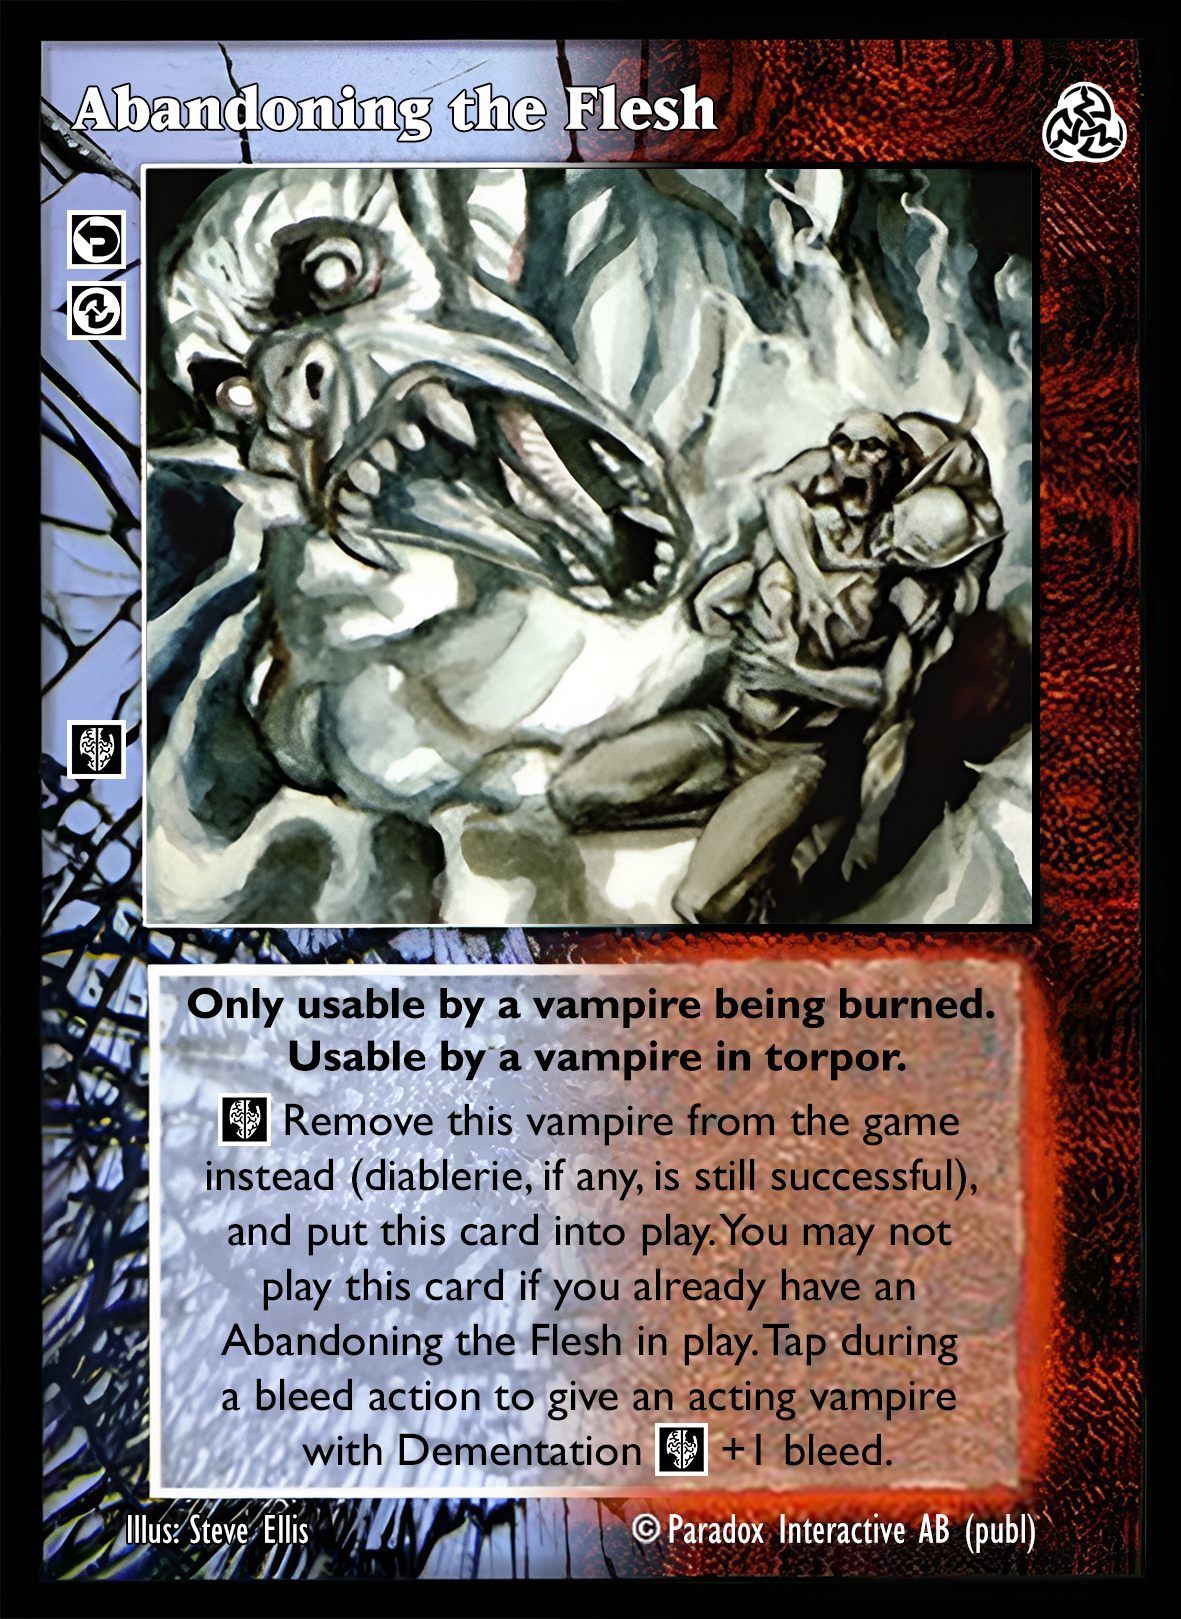 Abandoning the Flesh
Only usable by a vampire being burned.
Usable by a vampire in torpor.
Remove this vampire from the game
instead (diablerie, if any, is still successful),
and put this card into play. You may not
play this card if you already have an
Abandoning the Flesh in play. Tap during
a bleed action to give an acting vampire
with Dementation +1 bleed.
Illus: Steve Ellis © Paradox Interactive AB (publ)